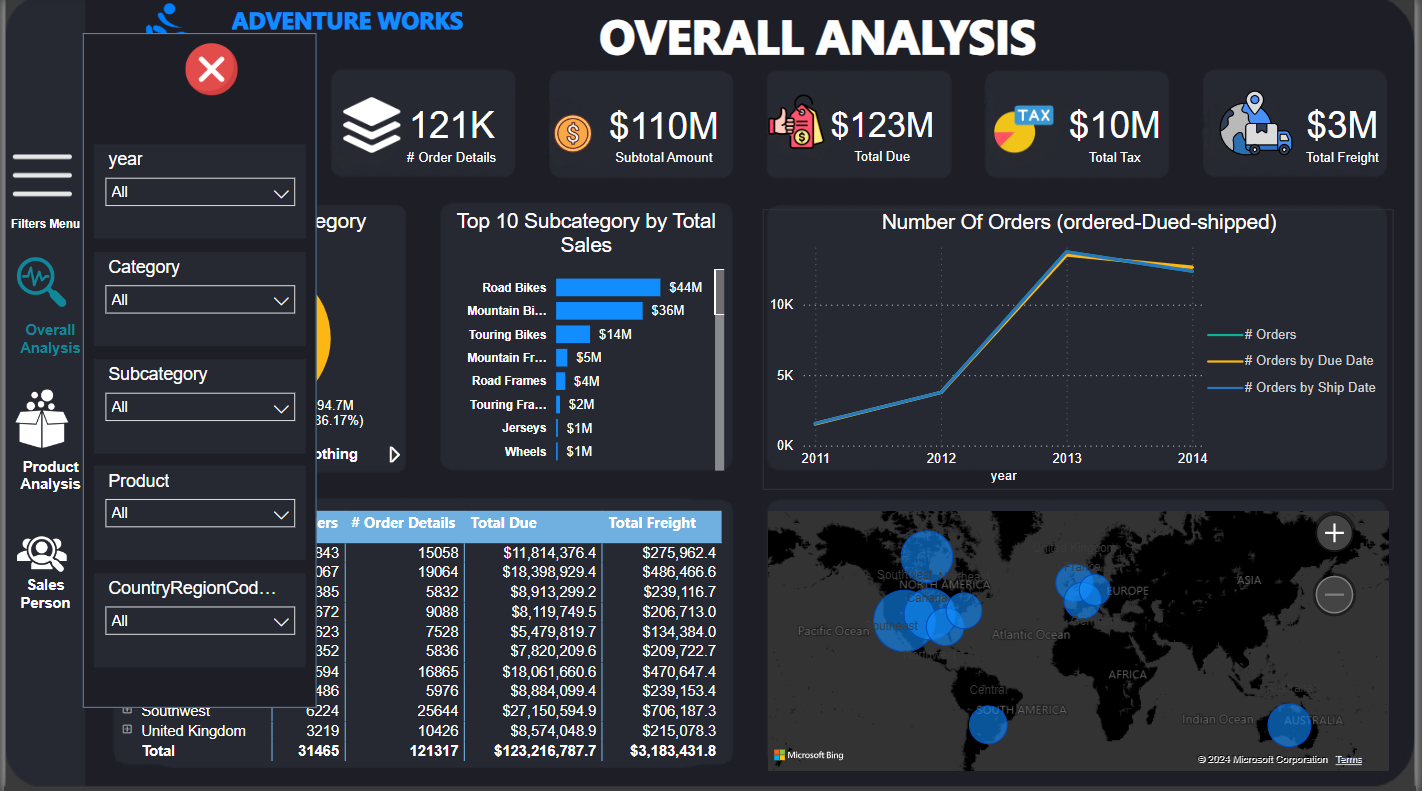 ADVENTURE WORKS
OVERALL ANALYSIS
121K
# Order Details
$110M
Subtotal Amount
$123M
Total Due
TAX
$10M
Total Tax
$3M
Total Freight
Filters Menu
Overall
Analysis
Product
Analysis
Sales
Person
year
All
Category
All
Subcategory
All
Product
All
CountryRegionCod...
All
egory
94.7M
36.17%)
othing
Top 10 Subcategory by Total
Sales
Road Bikes $44M
Mountain Bi... $36M
Touring Bikes $14M
Mountain Fr... $5M
Road Frames $4M
Touring Fra... $2M
Jerseys $1M
Wheels $1M
Number Of Orders (ordered-Dued-shipped)
10K
5K
0K
2011 2012 2013 2014
year
# Orders
# Orders by Due Date
# Orders by Ship Date
ers # Order Details Total Due Total Freight
843 15058 $11,814,376.4 $275,962.4
067 19064 $18,398,929.4 $486,466.6
385 5832 $8,913,299.2 $239,116.7
672 9088 $8,119,749.5 $206,713.0
623 7528 $5,479,819.7 $134,384.0
352 5836 $7,820,209.6 $209,722.7
594 16865 $18,061,660.6 $470,647.4
486 5976 $8,884,099.4 $239,153.4
Southwest 6224 25644 $27,150,594.9 $706,187.3
United Kingdom 3219 10426 $8,574,048.9 $215,078.3
Total 31465 121317 $123,216,787.7 $3,183,431.8
NORTH AMERICA
Canada
United Kingdom
France
EUROPE
ASIA
Pacific Ocean
Atlantic Ocean
AFRICA
Central
SOUTH AMERICA
Indian Ocean
AUSTRALIA
Microsoft Bing
© 2024 Microsoft Corporation Terms